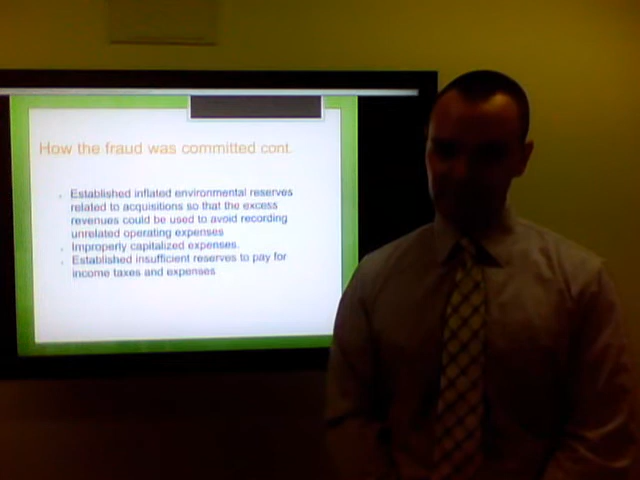 How the fraud was committed cont.
. Established inflated environmental reserves
related to acquisitions so that the excess
revenues could be used to avoid recording
unrelated operating expenses
. Improperly capitalized expenses.
. Established insufficient reserves to pay for
income taxes and expenses